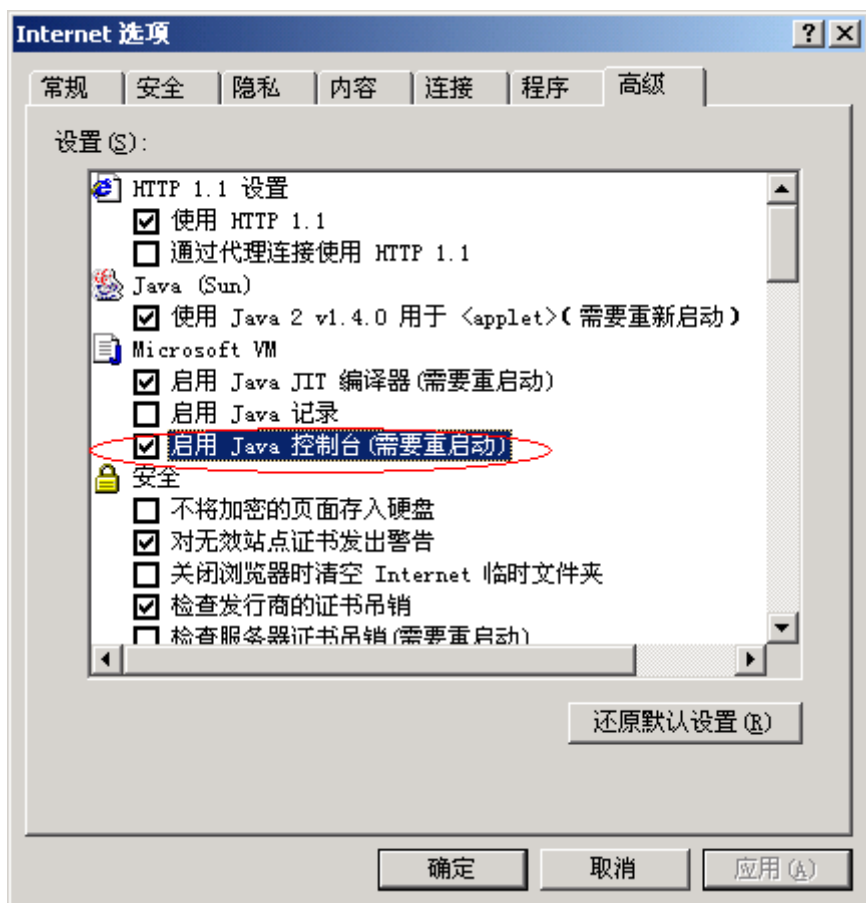 Internet 选项
常规 安全 隐私 内容 连接 程序 高级
设置(S):
HTTP 1.1 设置
使用 HTTP 1.1
通过代理连接使用 HTTP 1.1
Java (Sun)
使用 Java 2 v1.4.0 用于 <applet>(需要重新启动)
Microsoft VM
启用 Java JIT 编译器(需要重启动)
启用 Java 记录
启用 Java 控制台(需要重启动)
安全
不将加密的页面存入硬盘
对无效站点证书发出警告
关闭浏览器时清空 Internet 临时文件夹
检查发行商的证书吊销
检查服务器证书吊销(需要重启动)
还原默认设置(R)
确定 取消 应用(A)